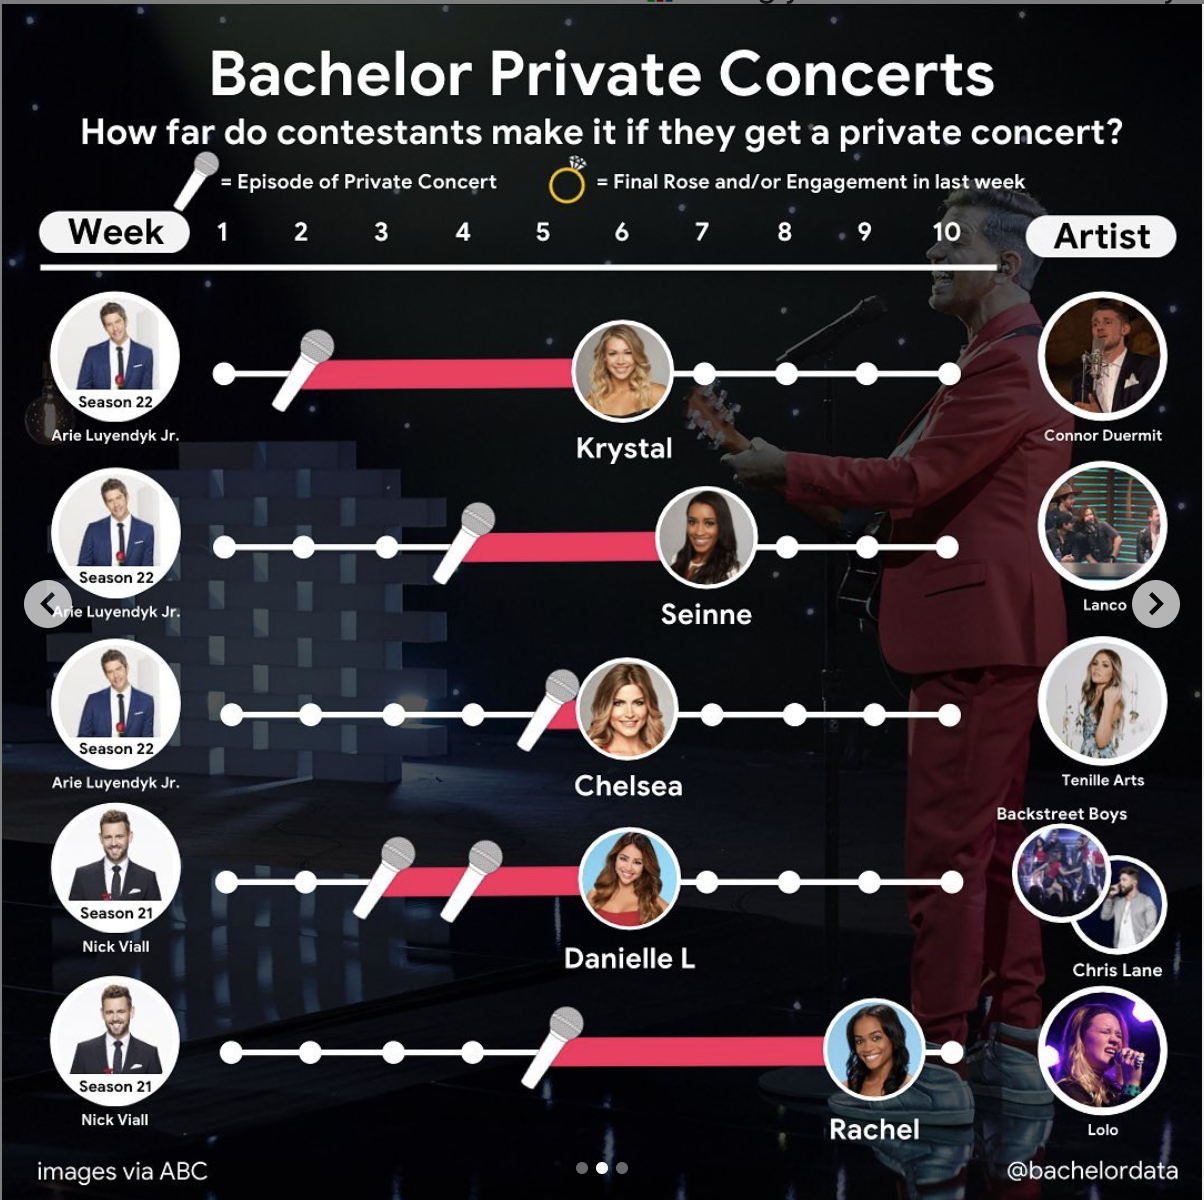 Bachelor Private Concerts
How far do contestants make it if they get a private concert?
= Episode of Private Concert
= Final Rose and/or Engagement in last week
Week 1 2 3 4 5 6 7 8 9 10 Artist
Season 22
Arie Luyendyk Jr.
Krystal
Connor Duermit
Season 22
Arie Luyendyk Jr.
Seinne
Lanco
Season 22
Arie Luyendyk Jr.
Chelsea
Tenille Arts
Season 21
Nick Viall
Danielle L
Backstreet Boys
Chris Lane
Season 21
Nick Viall
Rachel
Lolo
images via ABC
@bachelordata